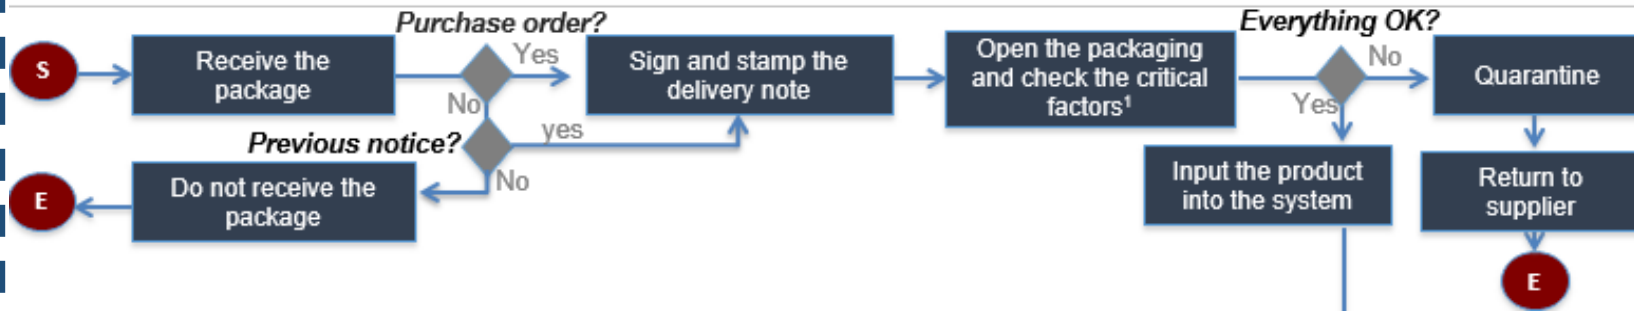 Purchase order?
Everything OK?
S
Receive the
package
Yes
No
Sign and stamp the
delivery note
Open the packaging
and check the critical
factors¹
No
Yes
Quarantine
Previous notice?
yes
No
E
Do not receive the
package
Input the product
into the system
Return to
supplier
E